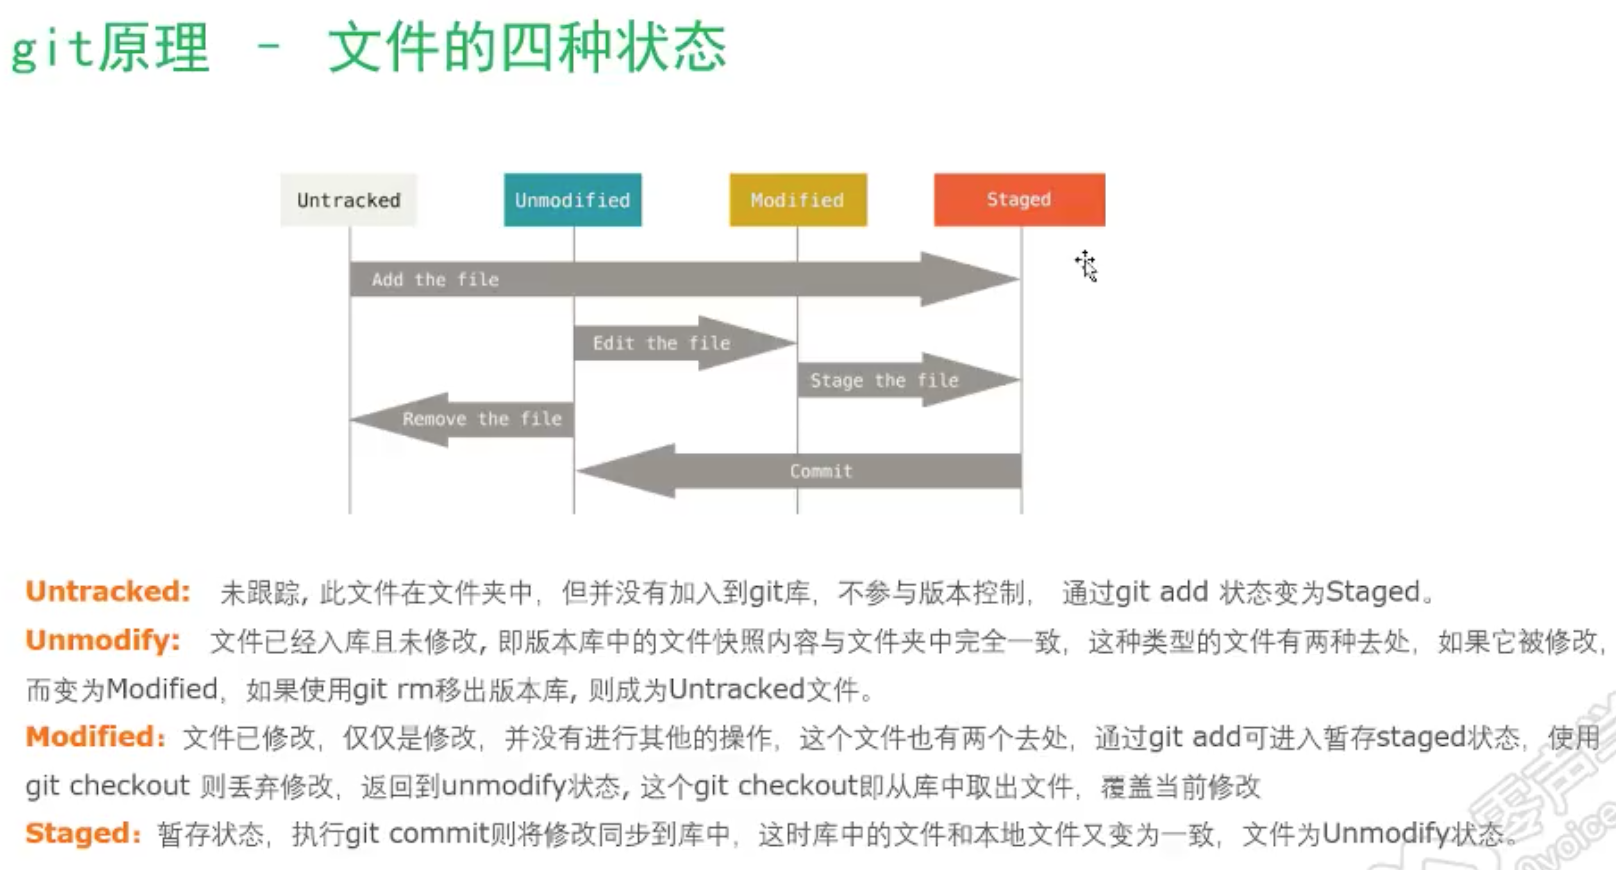 git原理 - 文件的四种状态
Untracked Unmodified Modified Staged
Add the file
Edit the file
Stage the file
Remove the file
Commit
Untracked: 未跟踪, 此文件在文件夹中，但并没有加入到git库，不参与版本控制， 通过git add 状态变为Staged。
Unmodify: 文件已经入库且未修改, 即版本库中的文件快照内容与文件夹中完全一致，这种类型的文件有两种去处，如果它被修改，
而变为Modified，如果使用git rm移出版本库, 则成为Untracked文件。
Modified：文件已修改，仅仅是修改，并没有进行其他的操作，这个文件也有两个去处，通过git add可进入暂存staged状态，使用
git checkout 则丢弃修改，返回到unmodify状态, 这个git checkout即从库中取出文件，覆盖当前修改
Staged：暂存状态，执行git commit则将修改同步到库中，这时库中的文件和本地文件又变为一致，文件为Unmodify状态。
零声学
0voice